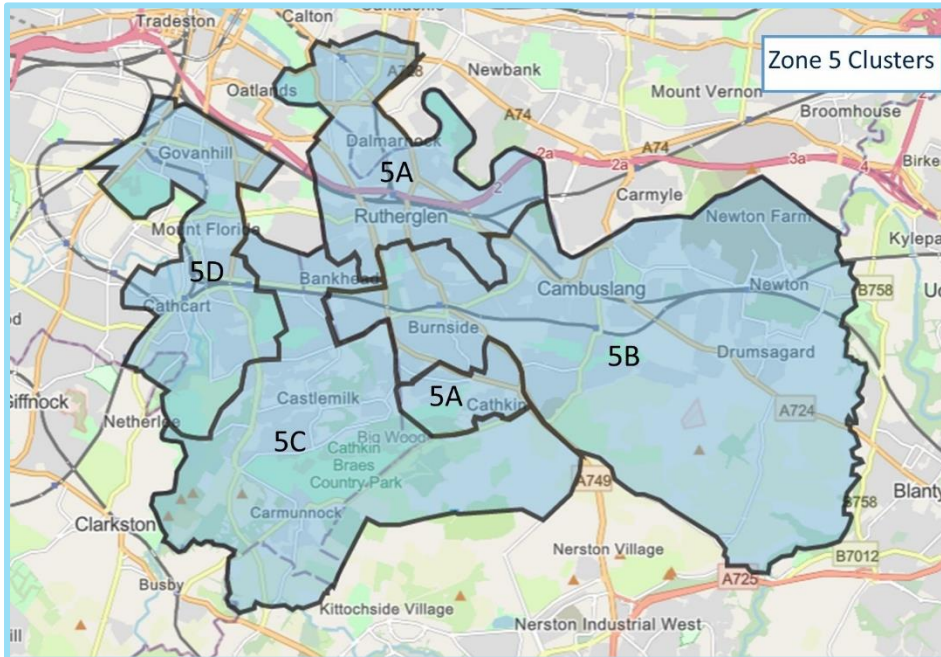 Tradeston
Calton
Zone 5 Clusters
Oatlands
A728
Newbank
Mount Vernon
Broomhouse
A74
Govanhill
Dalmarnock
2a
2a
A74
3a
4
5A
2
Carmyle
Rutherglen
Newton Farm
Mount Florida
5D
Bankhead
Cambuslang
Newton
B758
Cathcart
Burnside
5B
Drumsagard
Giffnock
Netherlee
Castlemilk
5A
Cathkin
A724
5C
Big Wood
Cathkin
Braes
Country Park
A749
Carmunnock
B758
Clarkston
Nerston Village
B7012
Busby
A725
Kittochside Village
Nerston Industrial West